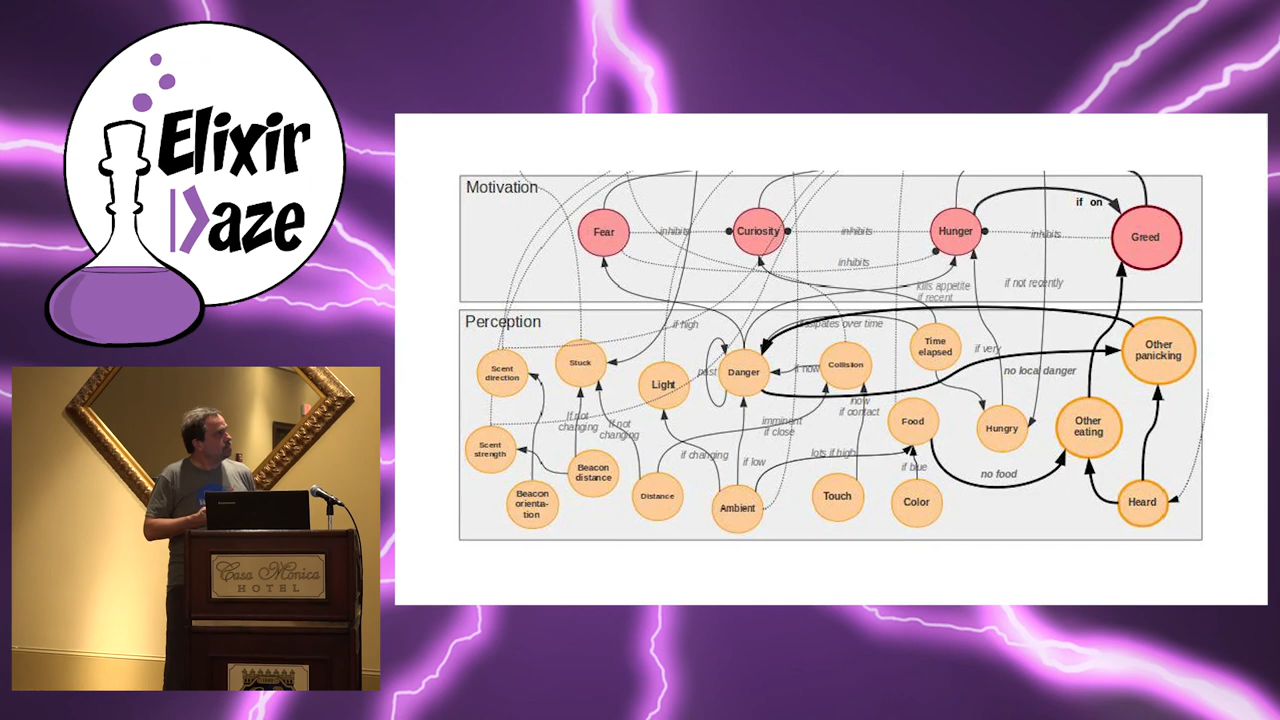 Elixir
Daze
Motivation
if on
Fear
inhibits
Curiosity
inhibits
Hunger
inhibits
Greed
inhibits
kills appetite
if recent
if not recently
Perception
if high
dissipates over time
Time
elapsed
Other
panicking
Scent
direction
Stuck
Light
past
Danger
if now
Collision
if very
no local danger
If not
changing
If not
changing
imminent
if close
now
if contact
Food
Hungry
Other
eating
Scent
strength
Beacon
distance
if changing
if low
lots if high
if blue
no food
Beacon
orienta-
tion
Distance
Ambient
Touch
Color
Heard
Casa Monica
HOTEL